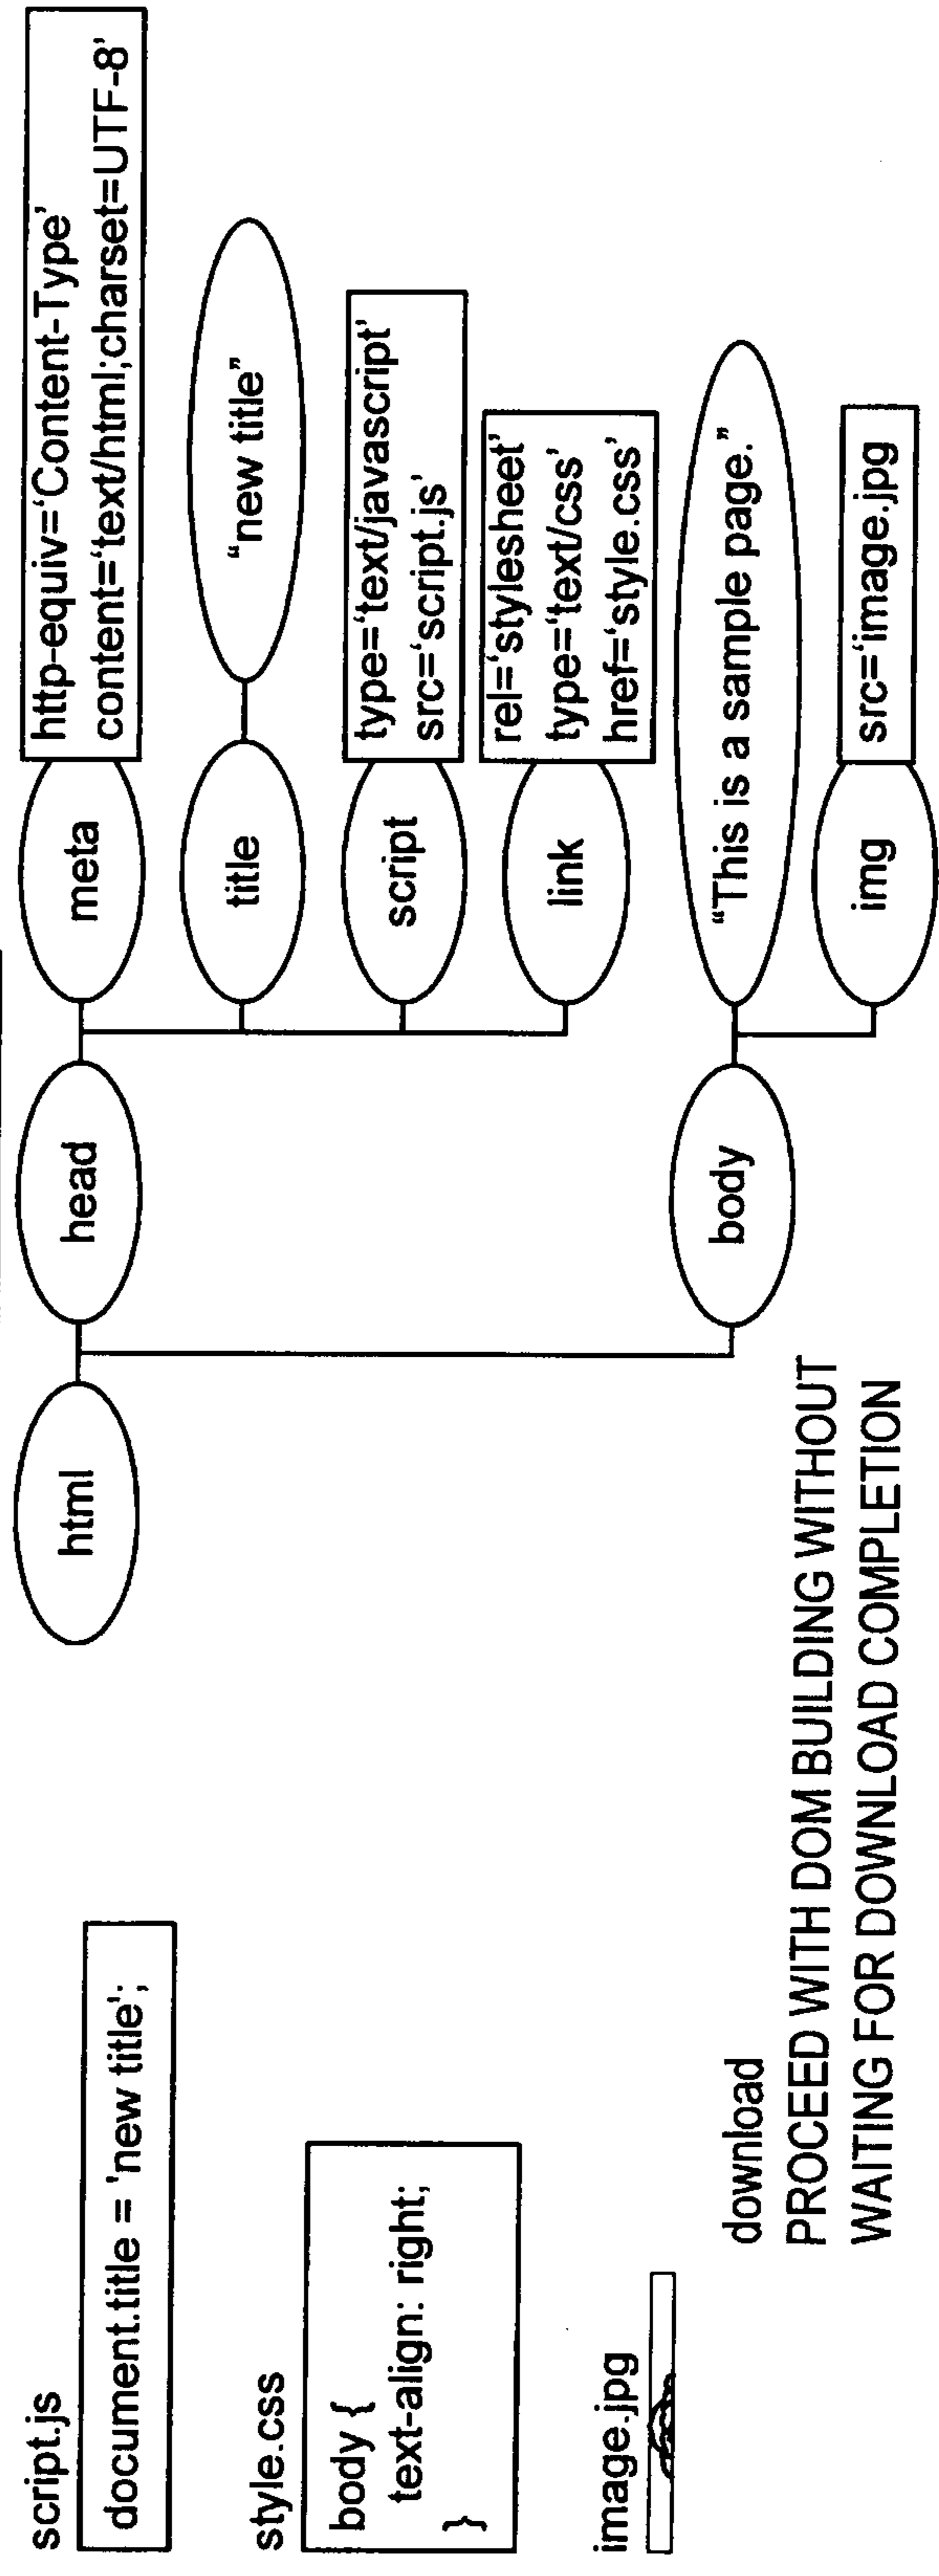 script.js
document.title = 'new title';
style.css
body {
text-align: right;
}
image.jpg
download
PROCEED WITH DOM BUILDING WITHOUT
WAITING FOR DOWNLOAD COMPLETION
html
head
meta
http-equiv=‘Content-Type’
content=‘text/html;charset=UTF-8’
title
“new title”
script
type=‘text/javascript’
src=‘script.js’
link
rel=‘stylesheet’
type=‘text/css’
href=‘style.css’
body
“This is a sample page.”
img
src=‘image.jpg